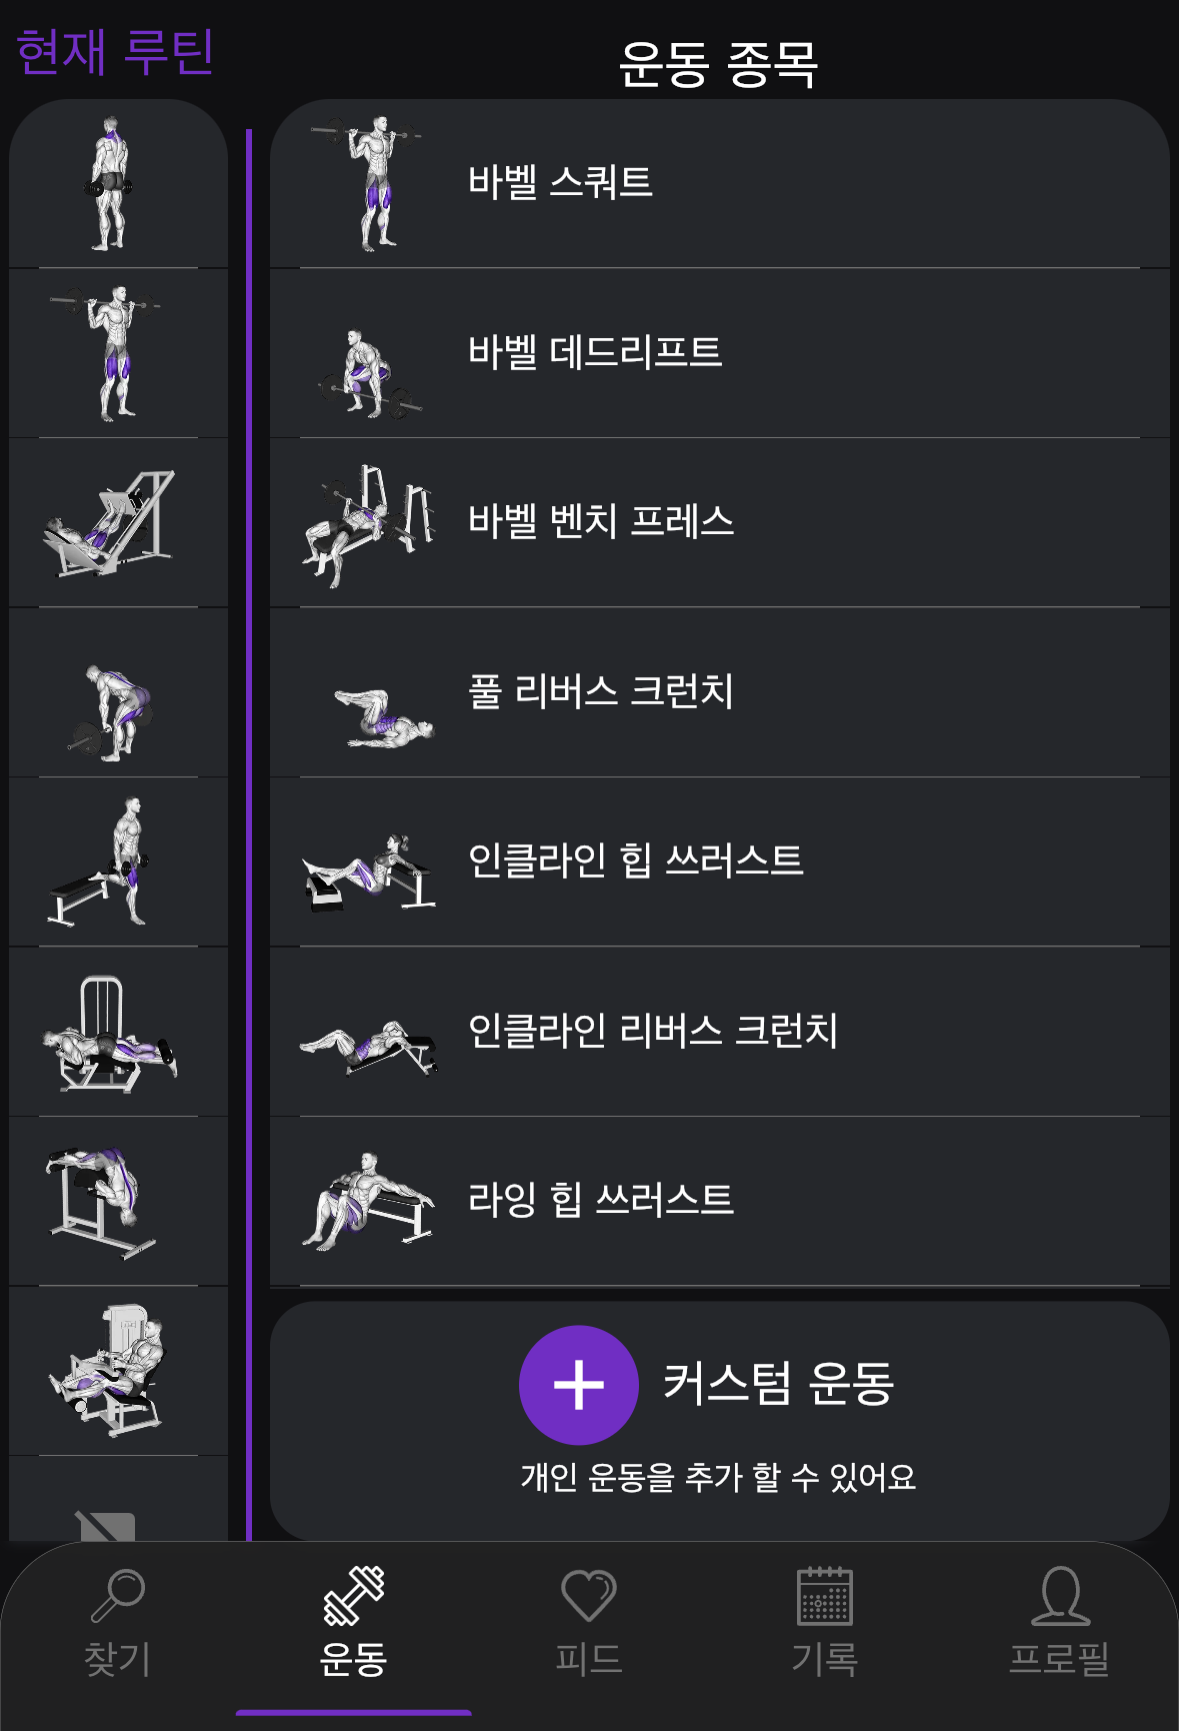 현재 루틴
운동 종목
바벨 스쿼트
바벨 데드리프트
바벨 벤치 프레스
풀 리버스 크런치
인클라인 힙 쓰러스트
인클라인 리버스 크런치
라잉 힙 쓰러스트
커스텀 운동
개인 운동을 추가 할 수 있어요
찾기
운동
피드
기록
프로필